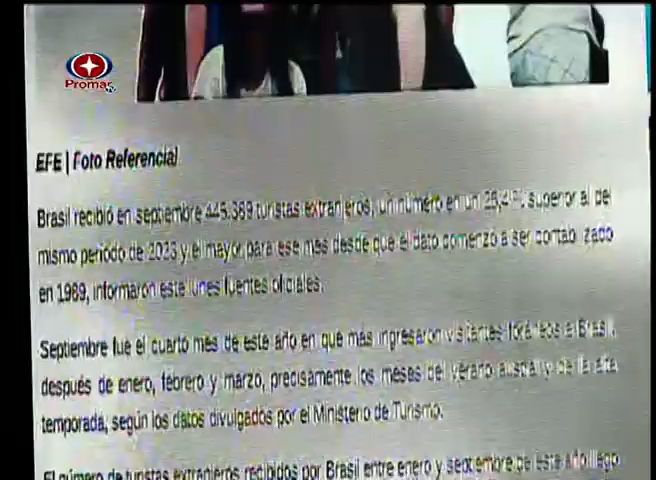 Promar tv
EFE | Foto Referencial
Brasil recibió en septiembre 445.389 turistas extranjeros, un número en un 26,4 % superior al del
mismo período de 2023 y el mayor para ese mes desde que el dato comenzó a ser contabilizado
en 1989, informaron este lunes fuentes oficiales.
Septiembre fue el cuarto mes de este año en que más ingresaron visitantes foráneos a Brasil,
después de enero, febrero y marzo, precisamente los meses del verano austral y de la alta
temporada, según los datos divulgados por el Ministerio de Turismo.
El número de turistas extranjeros recibidos por Brasil entre enero y septiembre de este año llegó